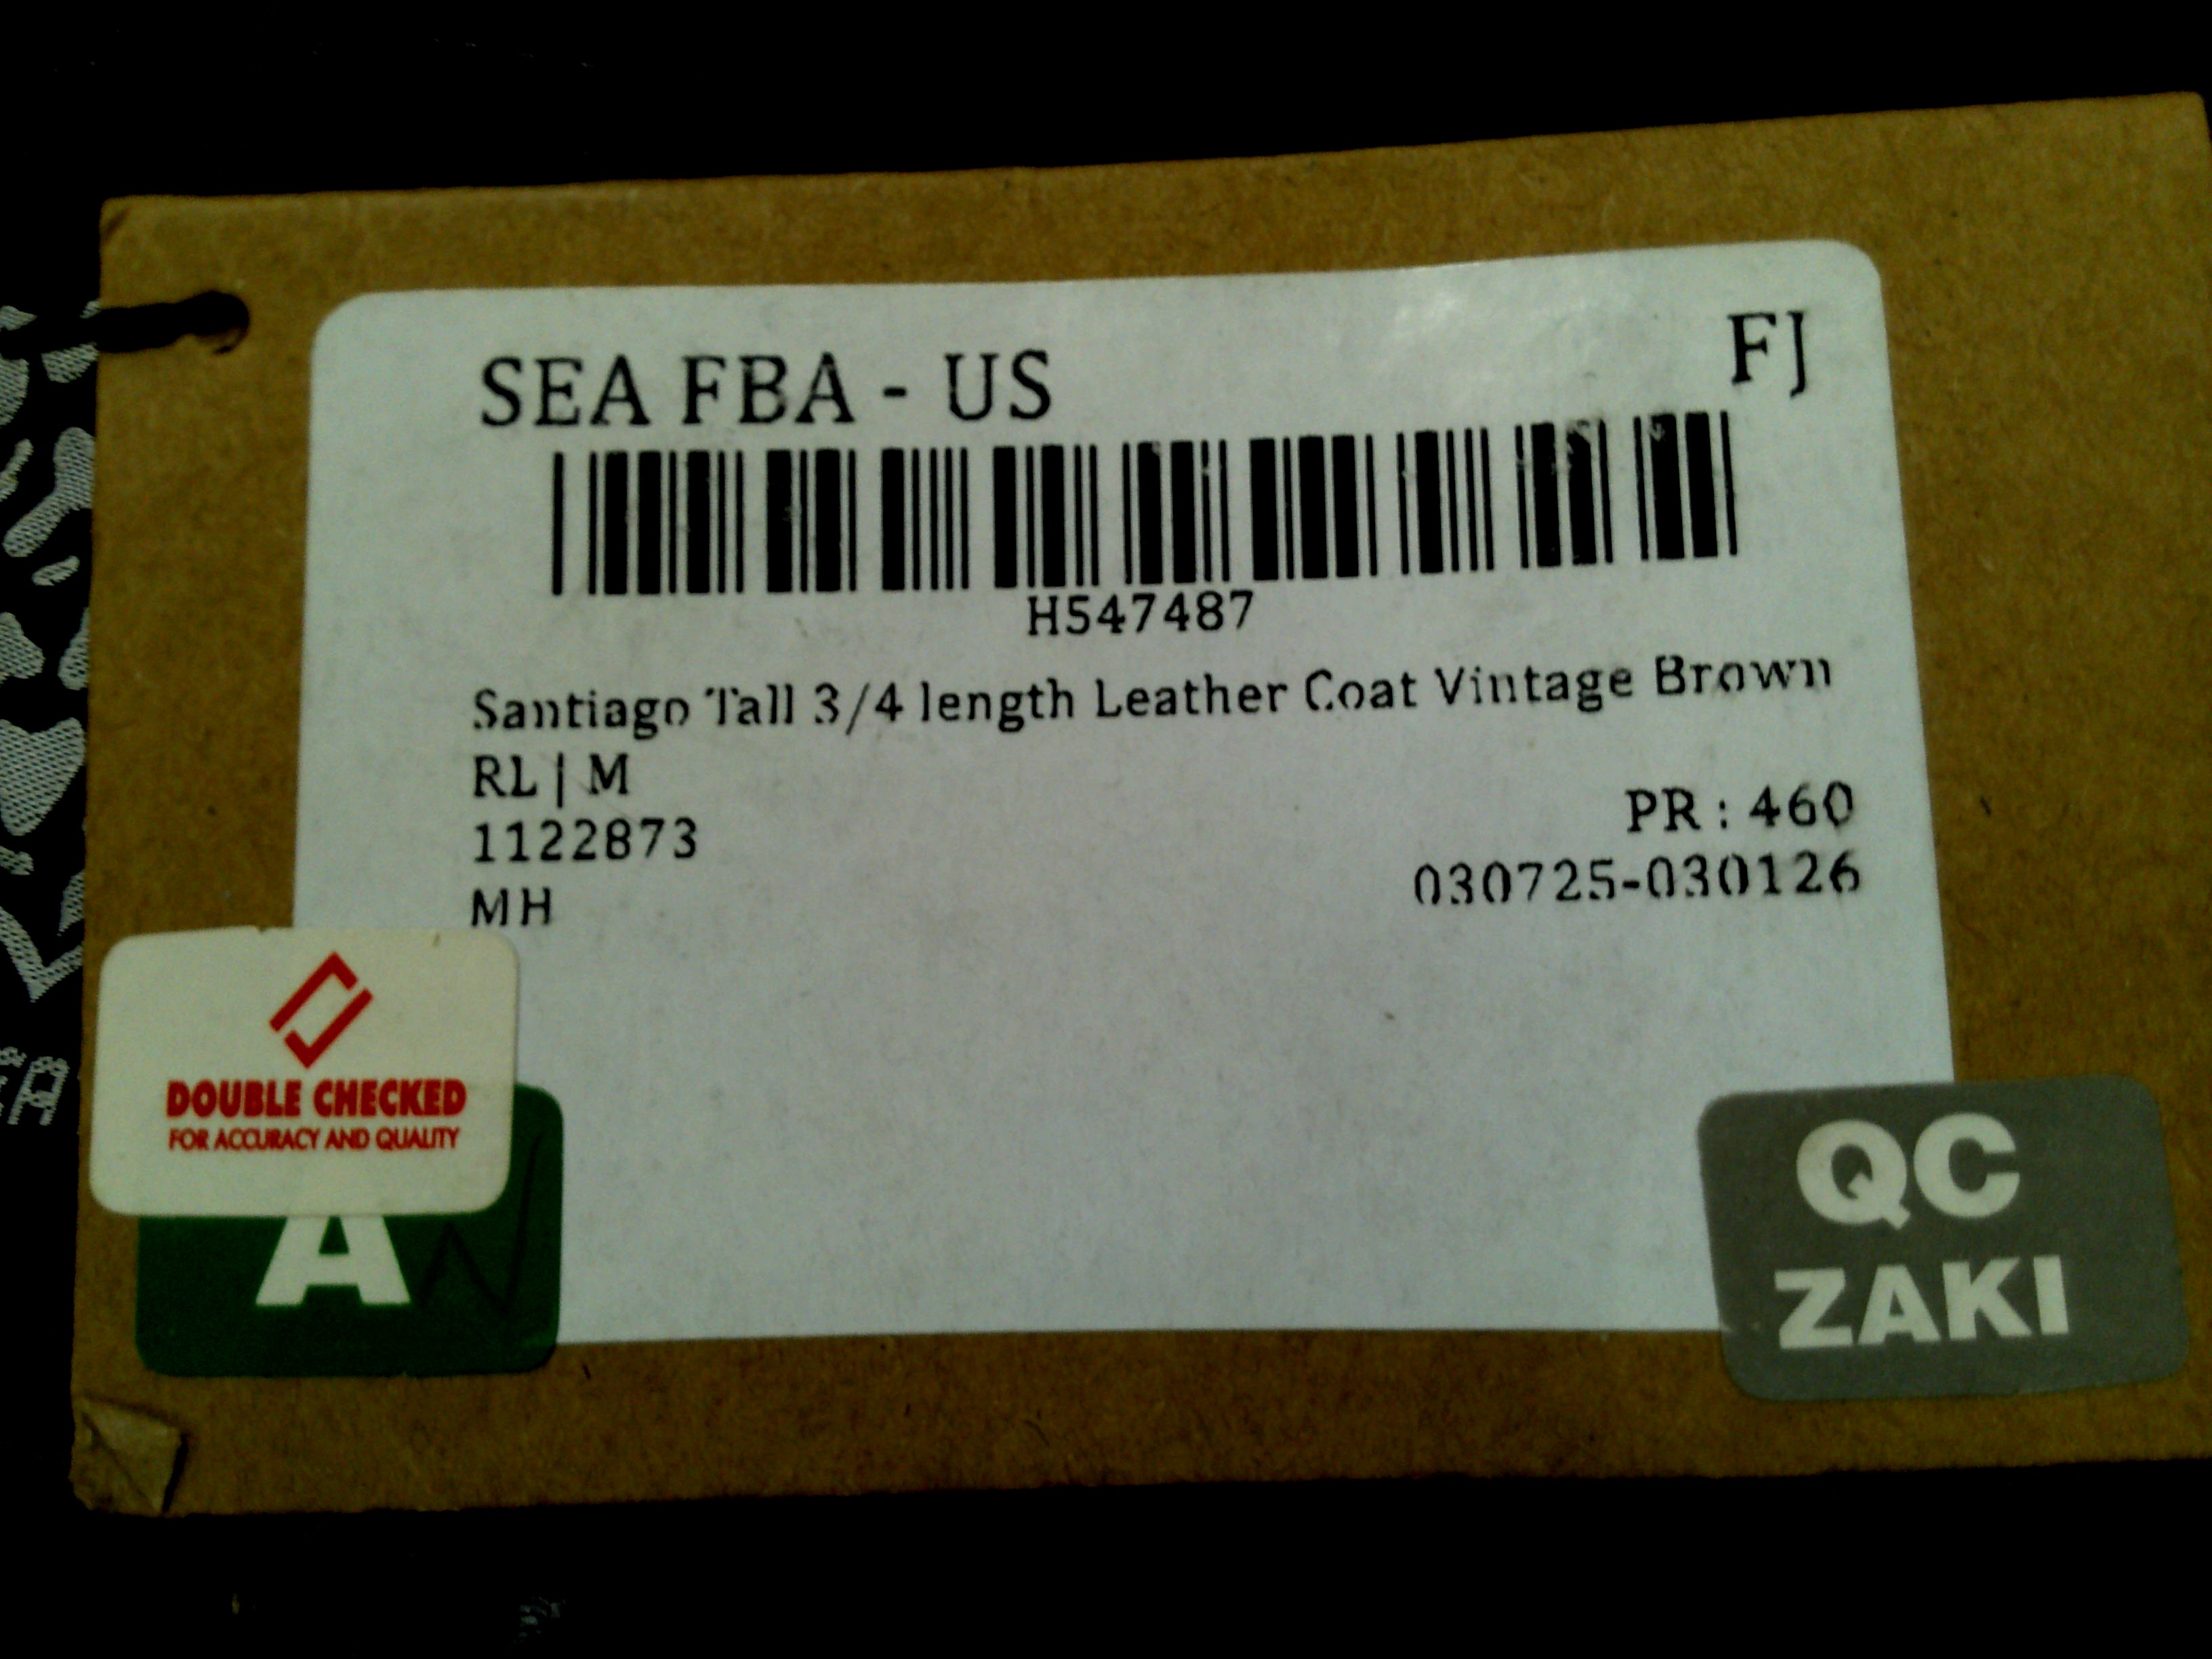 SEA FBA - US
FJ
H547487
Santiago Tall 3/4 length Leather Coat Vintage Brown
RL | M
PR : 460
1122873
030725-030126
MH
DOUBLE CHECKED
FOR ACCURACY AND QUALITY
A
QC
ZAKI